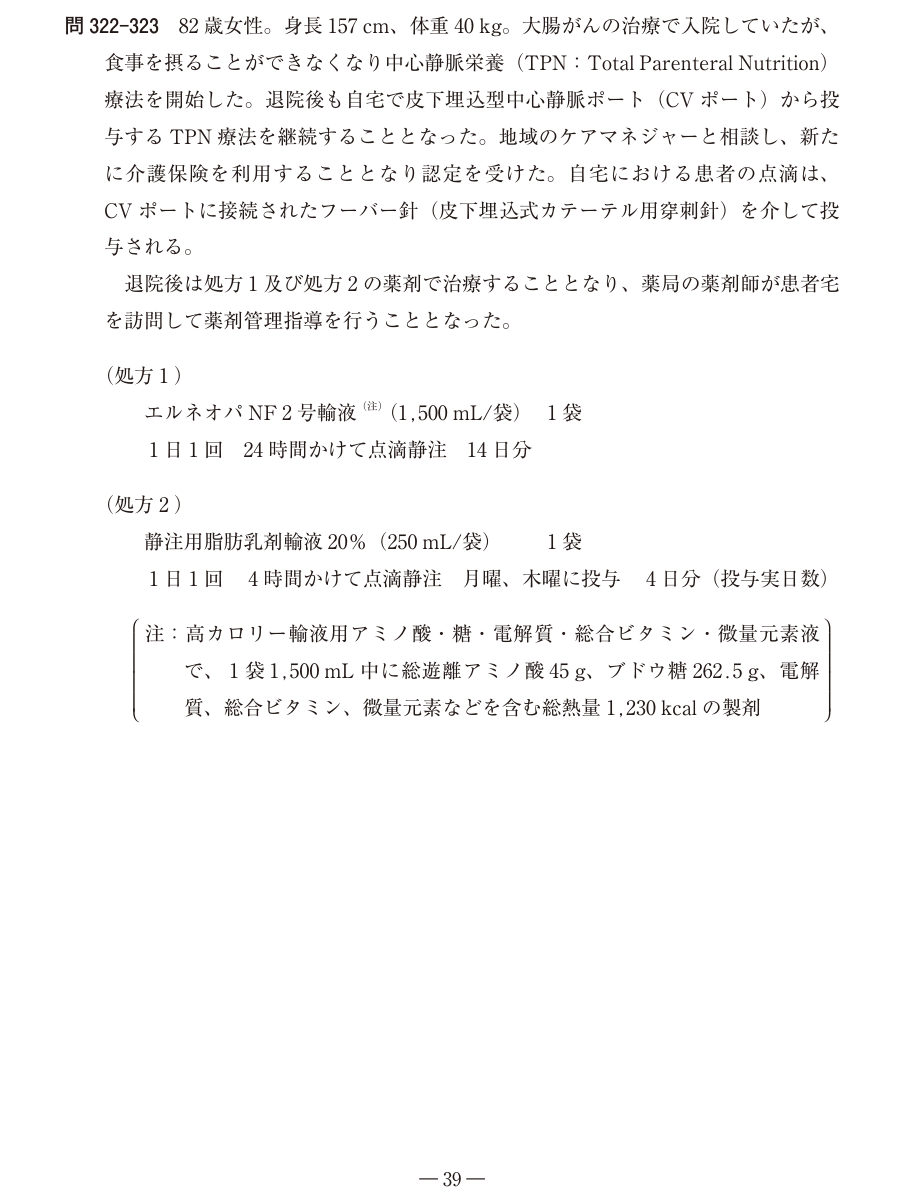 問 322-323　82 歳女性。身長 157 cm、体重 40 kg。大腸がんの治療で入院していたが、
食事を摂ることができなくなり中心静脈栄養（TPN：Total Parenteral Nutrition）
療法を開始した。退院後も自宅で皮下埋込型中心静脈ポート（CV ポート）から投
与する TPN 療法を継続することとなった。地域のケアマネジャーと相談し、新た
に介護保険を利用することとなり認定を受けた。自宅における患者の点滴は、
CV ポートに接続されたフーバー針（皮下埋込式カテーテル用穿刺針）を介して投
与される。
退院後は処方 1 及び処方 2 の薬剤で治療することとなり、薬局の薬剤師が患者宅
を訪問して薬剤管理指導を行うこととなった。
（処方 1 ）
エルネオパ NF 2 号輸液（注）（1,500 mL/袋）　1 袋
1 日 1 回　24 時間かけて点滴静注　14 日分
（処方 2 ）
静注用脂肪乳剤輸液 20%（250 mL/袋）　1 袋
1 日 1 回　4 時間かけて点滴静注　月曜、木曜に投与　4 日分（投与実日数）
注：高カロリー輸液用アミノ酸・糖・電解質・総合ビタミン・微量元素液
で、1 袋 1,500 mL 中に総遊離アミノ酸 45 g、ブドウ糖 262.5 g、電解
質、総合ビタミン、微量元素などを含む総熱量 1,230 kcal の製剤
― 39 ―